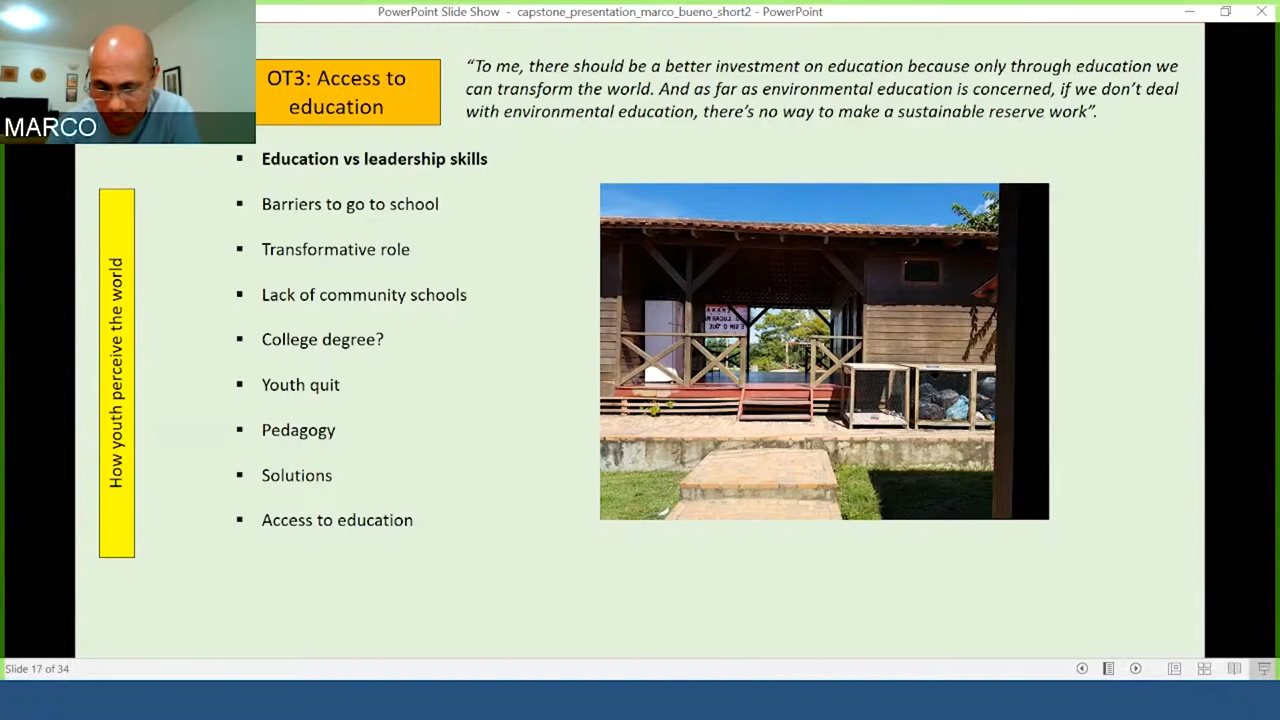 PowerPoint Slide Show - capstone_presentation_marco_bueno_short2 - PowerPoint
MARCO
OT3: Access to
education
“To me, there should be a better investment on education because only through education we
can transform the world. And as far as environmental education is concerned, if we don’t deal
with environmental education, there’s no way to make a sustainable reserve work”.
How youth perceive the world
▪ Education vs leadership skills
▪ Barriers to go to school
▪ Transformative role
▪ Lack of community schools
▪ College degree?
▪ Youth quit
▪ Pedagogy
▪ Solutions
▪ Access to education
Slide 17 of 34